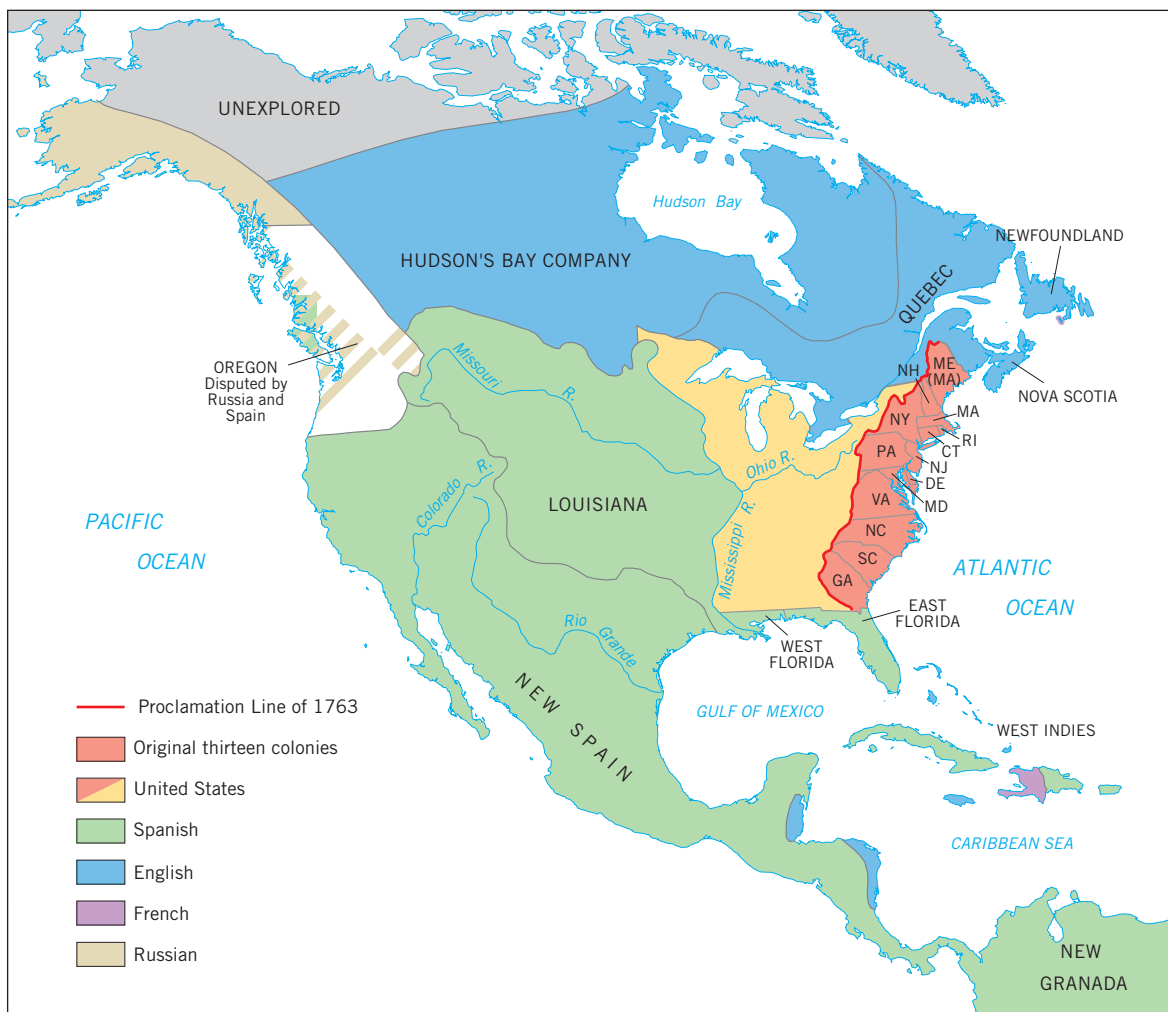 UNEXPLORED
Hudson Bay
NEWFOUNDLAND
HUDSON'S BAY COMPANY
QUEBEC
OREGON
Disputed by
Russia and
Spain
Missouri
R.
NH
ME
(MA)
NOVA SCOTIA
MA
NY
RI
CT
PA
NJ
DE
MD
Ohio R.
VA
Colorado
R.
LOUISIANA
Mississippi R.
NC
SC
GA
PACIFIC
OCEAN
ATLANTIC
OCEAN
EAST
FLORIDA
WEST
FLORIDA
Rio
Grande
NEW SPAIN
GULF OF MEXICO
WEST INDIES
CARIBBEAN SEA
NEW
GRANADA
Proclamation Line of 1763
Original thirteen colonies
United States
Spanish
English
French
Russian